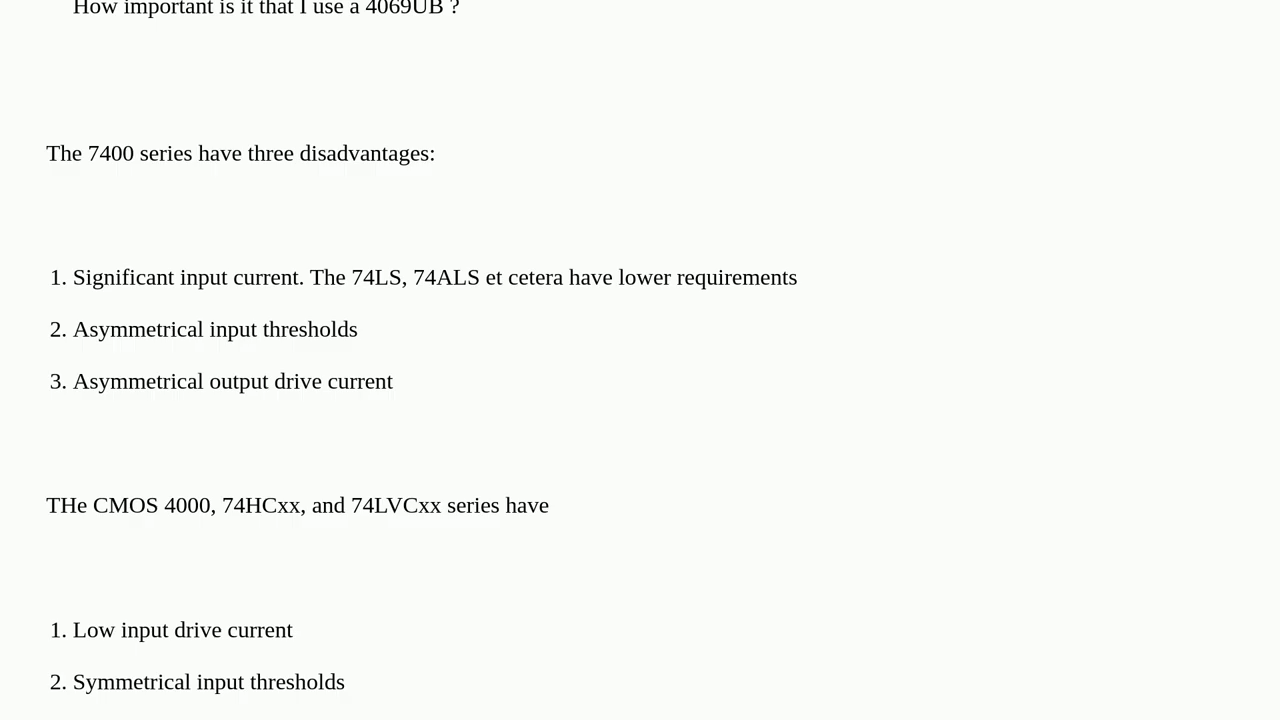 How important is it that I use a 4069UB ?
The 7400 series have three disadvantages:
1. Significant input current. The 74LS, 74ALS et cetera have lower requirements
2. Asymmetrical input thresholds
3. Asymmetrical output drive current
THe CMOS 4000, 74HCxx, and 74LVCxx series have
1. Low input drive current
2. Symmetrical input thresholds